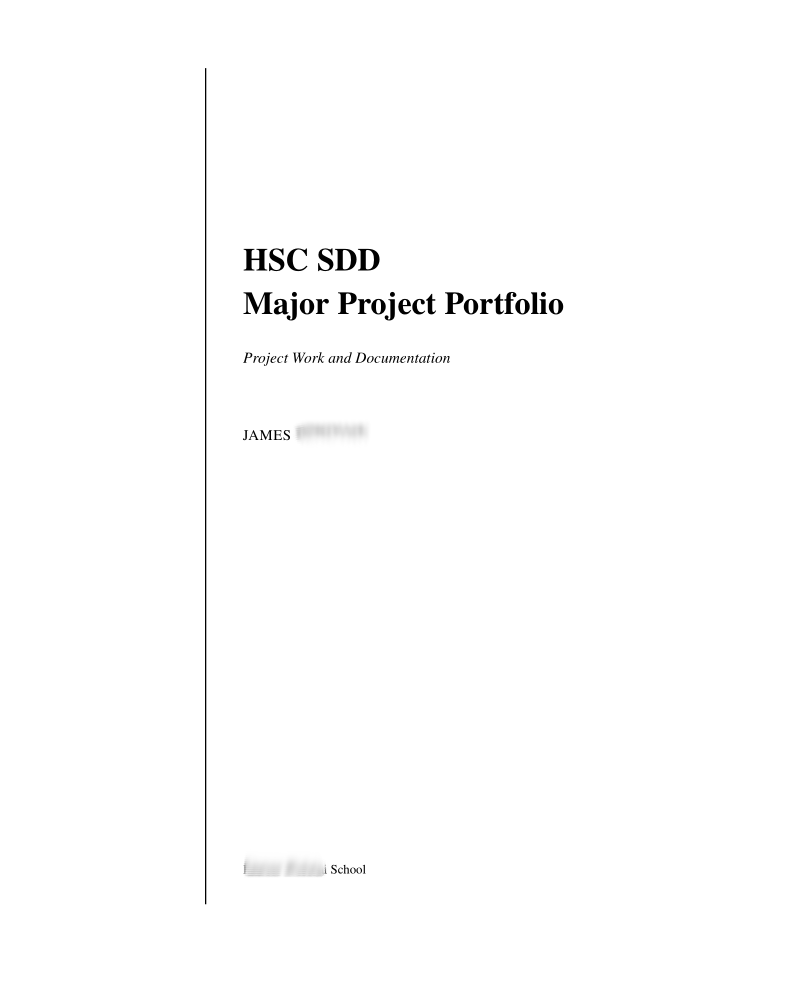 HSC SDD
Major Project Portfolio
Project Work and Documentation
JAMES
School